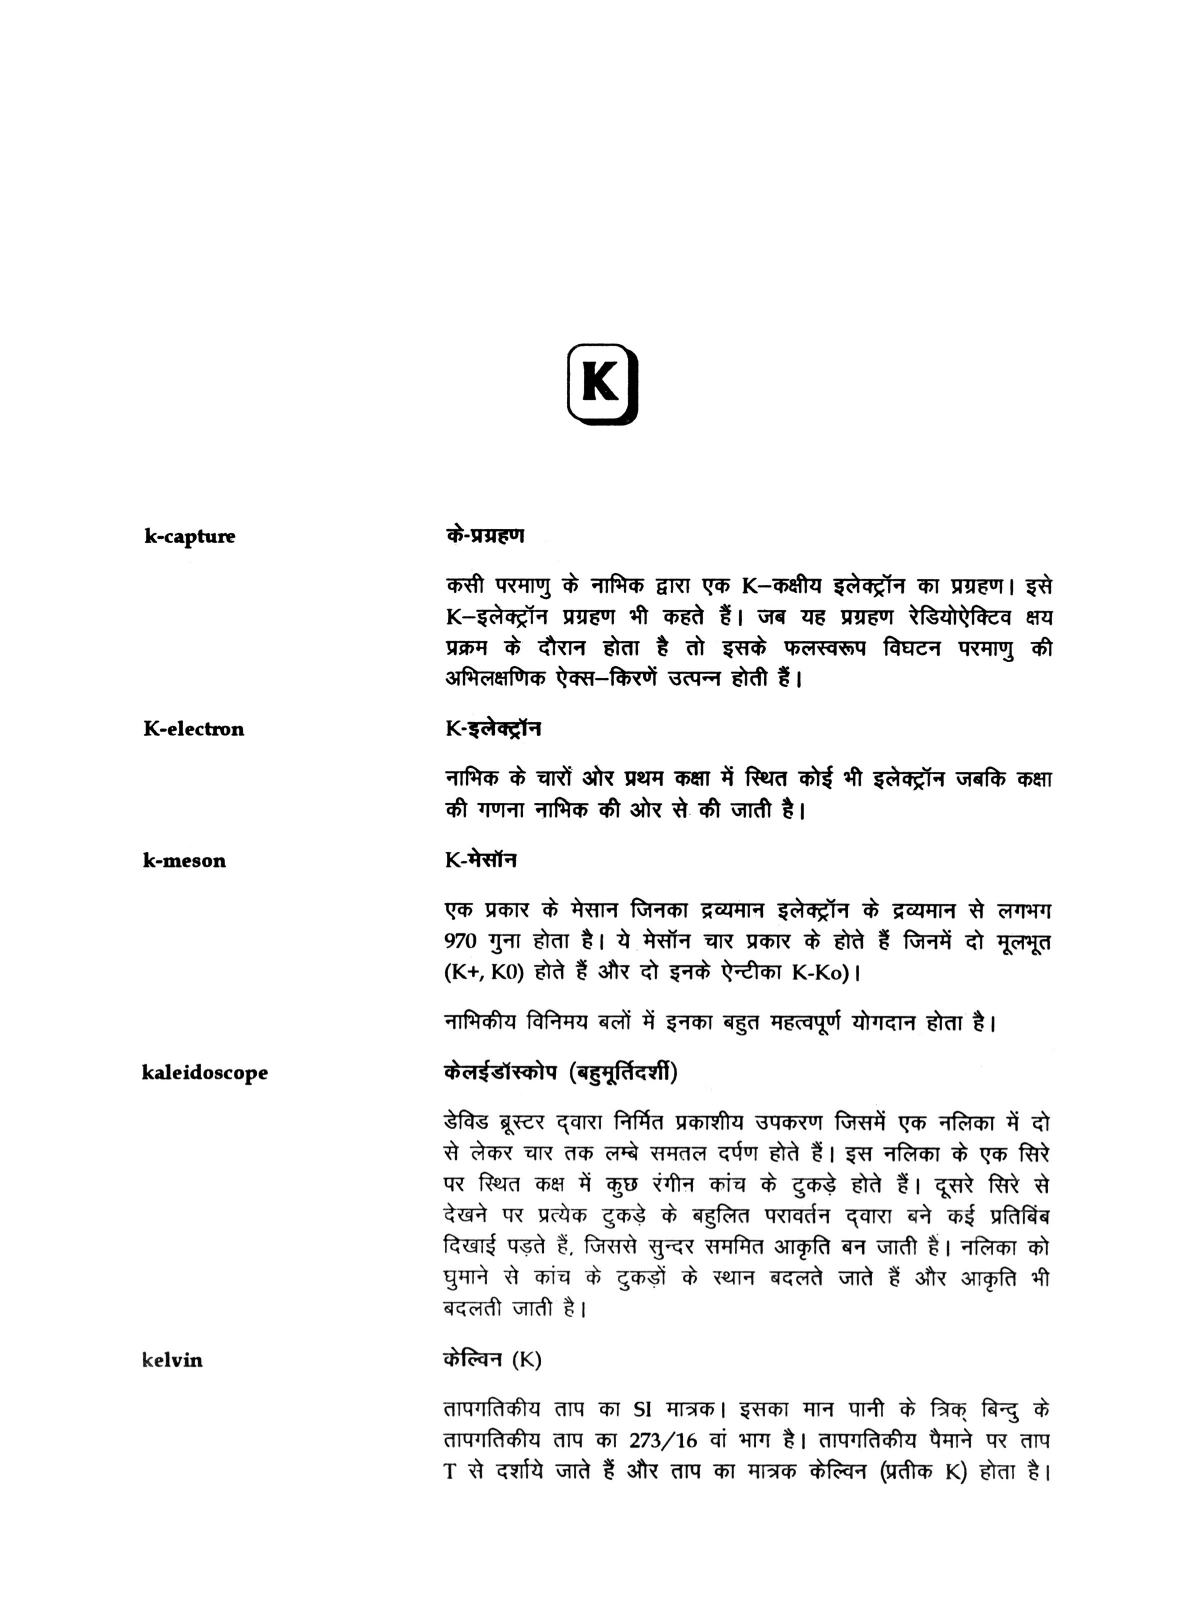 K
k-capture के-प्रग्रहण
कसी परमाणु के नाभिक द्वारा एक K–कक्षीय इलेक्ट्रॉन का प्रग्रहण। इसे
K–इलेक्ट्रॉन प्रग्रहण भी कहते हैं। जब यह प्रग्रहण रेडियोऐक्टिव क्षय
प्रक्रम के दौरान होता है तो इसके फलस्वरूप विघटन परमाणु की
अभिलक्षणिक ऐक्स–किरणें उत्पन्न होती हैं।
K-electron K-इलेक्ट्रॉन
नाभिक के चारों ओर प्रथम कक्षा में स्थित कोई भी इलेक्ट्रॉन जबकि कक्षा
की गणना नाभिक की ओर से की जाती है।
k-meson K-मेसॉन
एक प्रकार के मेसान जिनका द्रव्यमान इलेक्ट्रॉन के द्रव्यमान से लगभग
970 गुना होता है। ये मेसॉन चार प्रकार के होते हैं जिनमें दो मूलभूत
(K+, K0) होते हैं और दो इनके ऐन्टीका K-Ko)।
नाभिकीय विनिमय बलों में इनका बहुत महत्वपूर्ण योगदान होता है।
kaleidoscope केलईडॉस्कोप (बहुमूर्तिदर्शी)
डेविड ब्रूस्टर द्‌वारा निर्मित प्रकाशीय उपकरण जिसमें एक नलिका में दो
से लेकर चार तक लम्बे समतल दर्पण होते हैं। इस नलिका के एक सिरे
पर स्थित कक्ष में कुछ रंगीन कांच के टुकड़े होते हैं। दूसरे सिरे से
देखने पर प्रत्येक टुकड़े के बहुलित परावर्तन द्‌वारा बने कई प्रतिबिंब
दिखाई पड़ते हैं, जिससे सुन्दर सममित आकृति बन जाती है। नलिका को
घुमाने से कांच के टुकड़ों के स्थान बदलते जाते हैं और आकृति भी
बदलती जाती है।
kelvin केल्विन (K)
तापगतिकीय ताप का SI मात्रक। इसका मान पानी के त्रिक् बिन्दु के
तापगतिकीय ताप का 273/16 वां भाग है। तापगतिकीय पैमाने पर ताप
T से दर्शाये जाते हैं और ताप का मात्रक केल्विन (प्रतीक K) होता है।